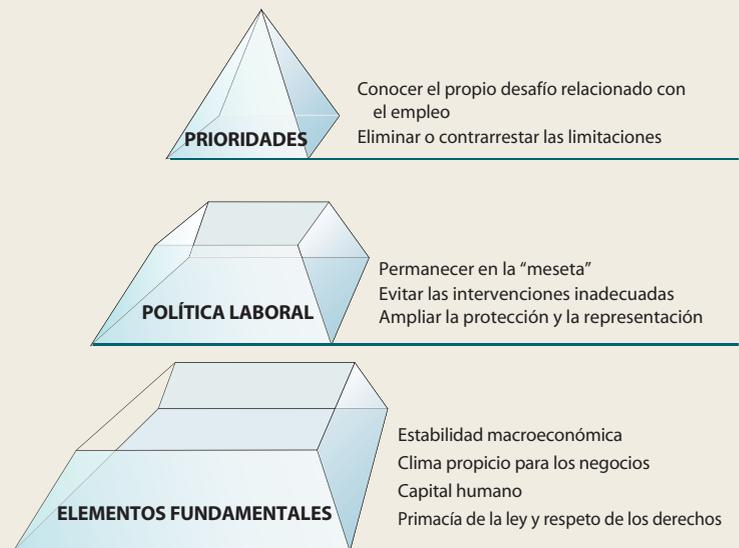 Conocer el propio desafío relacionado con
el empleo
PRIORIDADES
Eliminar o contrarrestar las limitaciones
Permanecer en la “meseta”
Evitar las intervenciones inadecuadas
POLÍTICA LABORAL
Ampliar la protección y la representación
Estabilidad macroeconómica
Clima propicio para los negocios
Capital humano
ELEMENTOS FUNDAMENTALES
Primacía de la ley y respeto de los derechos